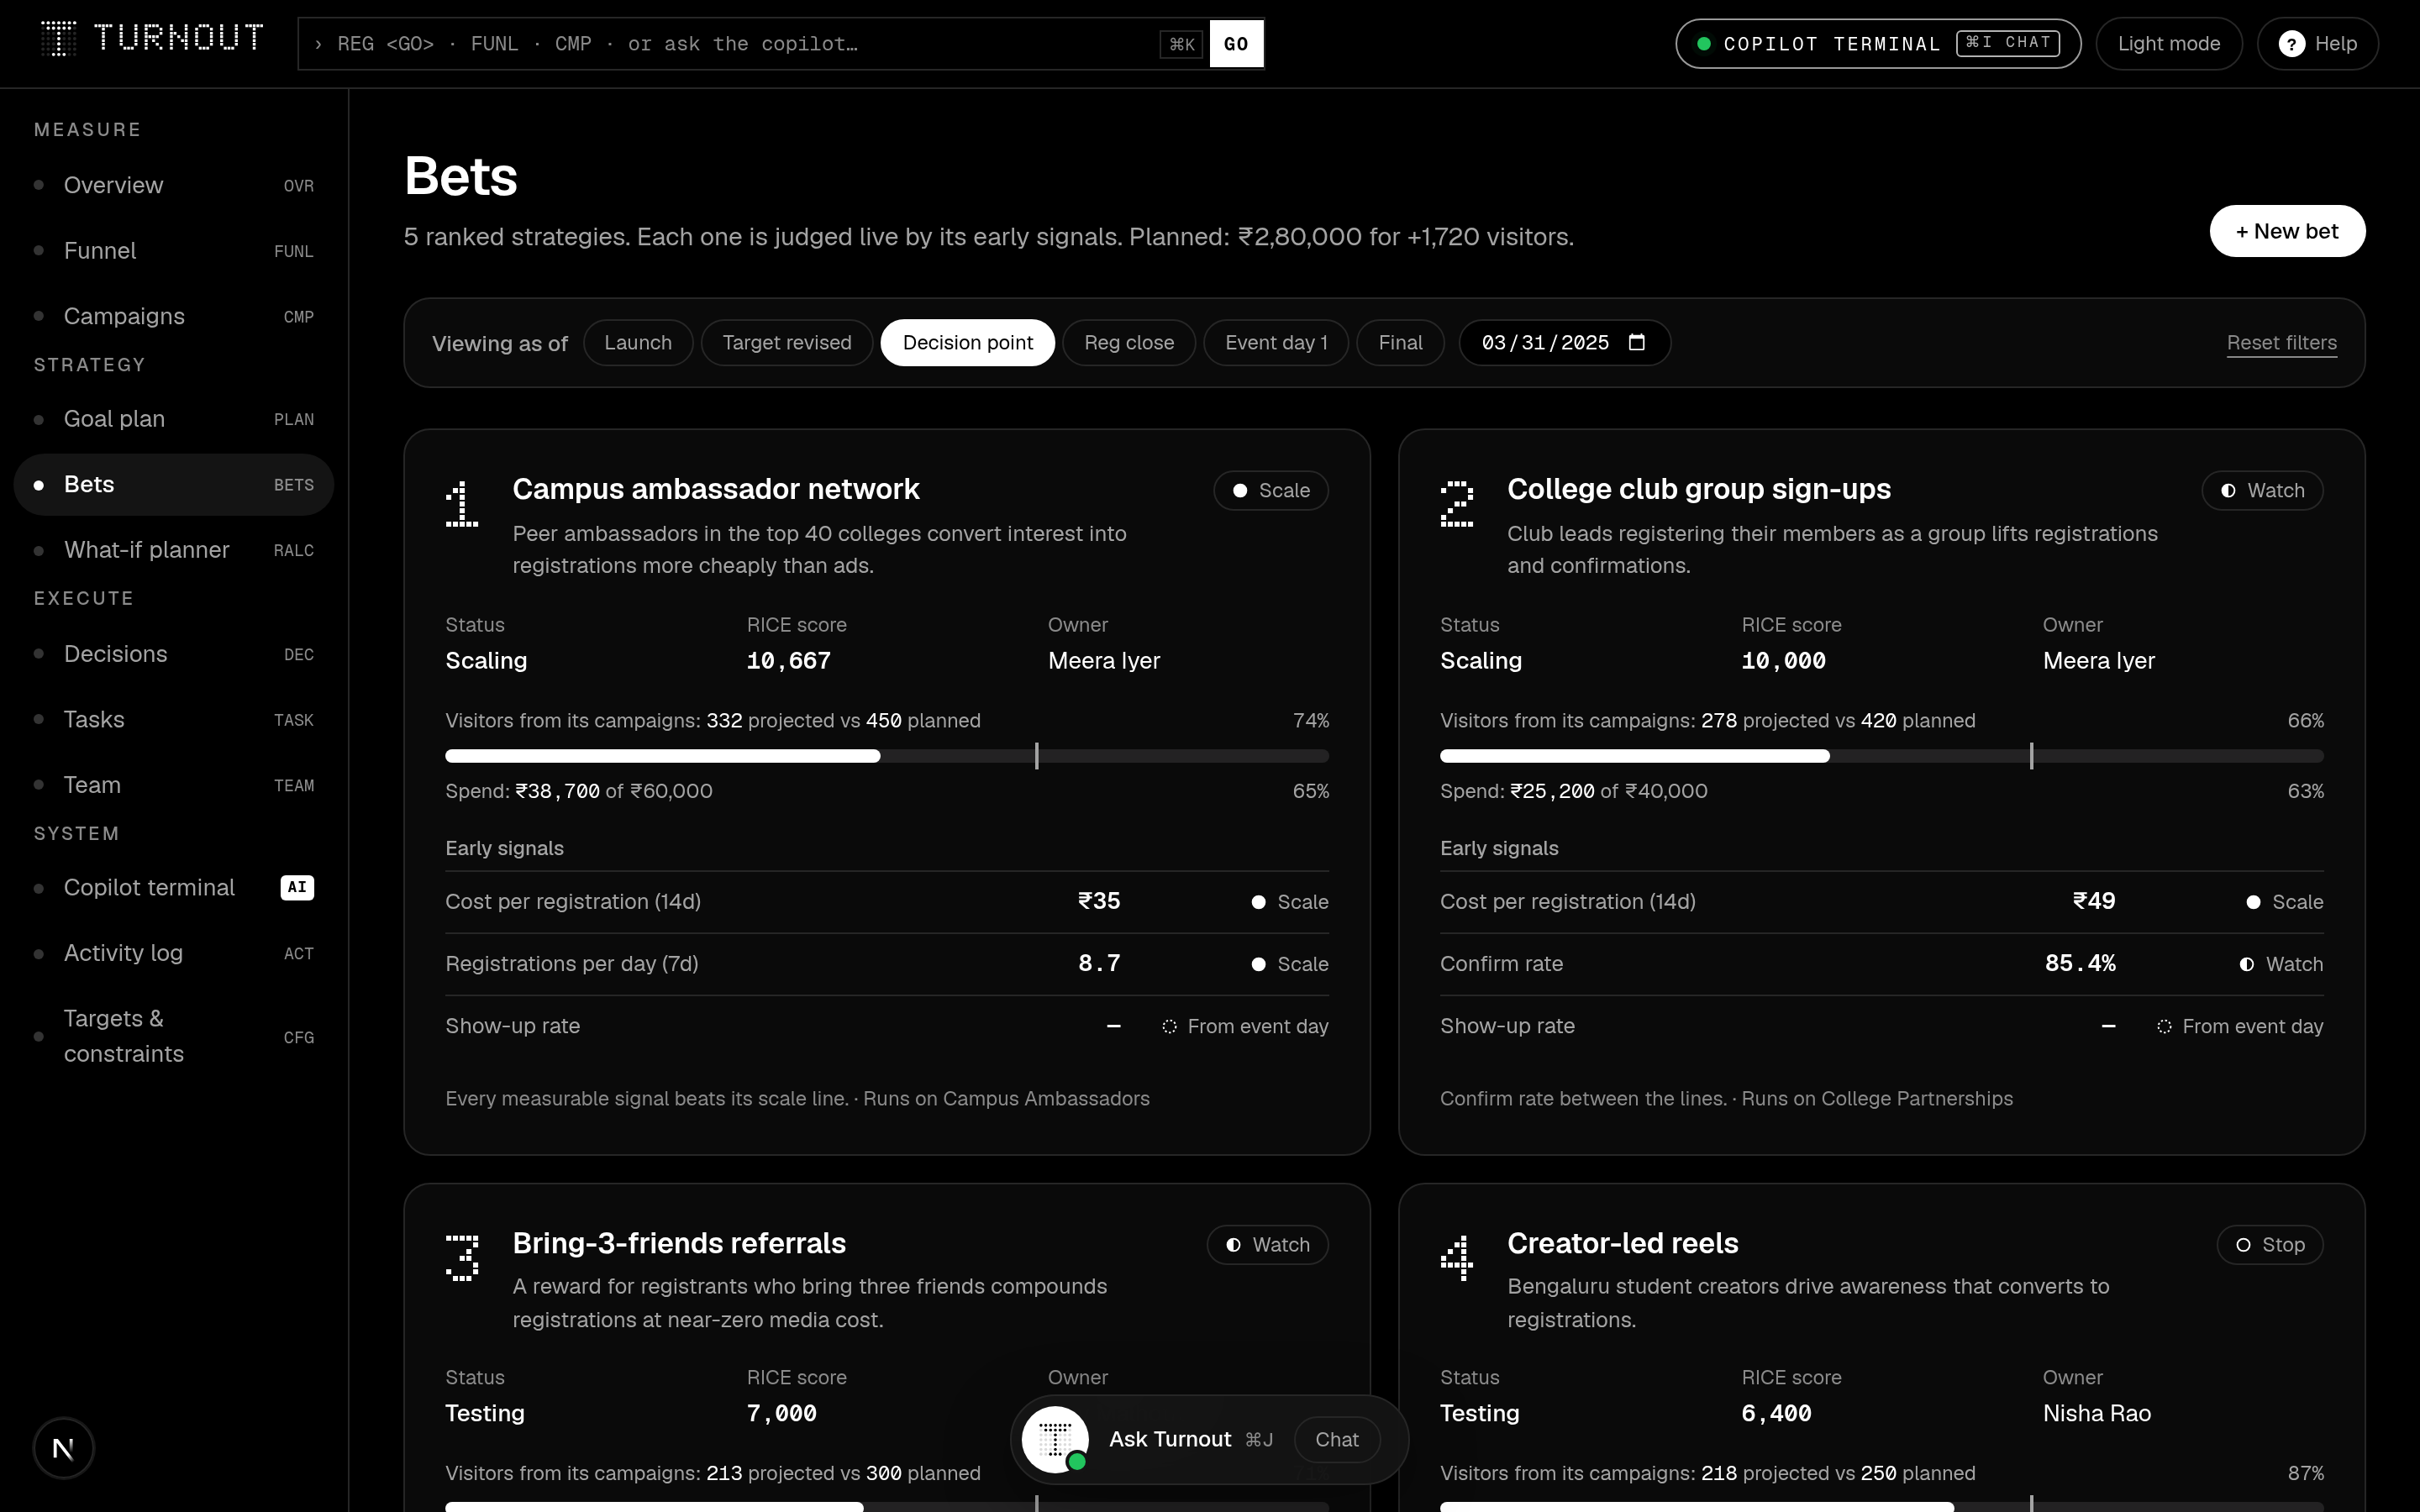 TURNOUT
› REG <GO> · FUNL · CMP · or ask the copilot… ⌘K GO
COPILOT TERMINAL ⌘I CHAT
Light mode
? Help
MEASURE
Overview OVR
Funnel FUNL
Campaigns CMP
STRATEGY
Goal plan PLAN
Bets BETS
What-if planner RALC
EXECUTE
Decisions DEC
Tasks TASK
Team TEAM
SYSTEM
Copilot terminal AI
Activity log ACT
Targets &
constraints CFG
N
Bets
5 ranked strategies. Each one is judged live by its early signals. Planned: ₹2,80,000 for +1,720 visitors.
+ New bet
Viewing as of Launch Target revised Decision point Reg close Event day 1 Final 03/31/2025 Reset filters
1 Campus ambassador network Scale
Peer ambassadors in the top 40 colleges convert interest into
registrations more cheaply than ads.
Status RICE score Owner
Scaling 10,667 Meera Iyer
Visitors from its campaigns: 332 projected vs 450 planned 74%
Spend: ₹38,700 of ₹60,000 65%
Early signals
Cost per registration (14d) ₹35 Scale
Registrations per day (7d) 8.7 Scale
Show-up rate – From event day
Every measurable signal beats its scale line. · Runs on Campus Ambassadors
2 College club group sign-ups Watch
Club leads registering their members as a group lifts registrations
and confirmations.
Status RICE score Owner
Scaling 10,000 Meera Iyer
Visitors from its campaigns: 278 projected vs 420 planned 66%
Spend: ₹25,200 of ₹40,000 63%
Early signals
Cost per registration (14d) ₹49 Scale
Confirm rate 85.4% Watch
Show-up rate – From event day
Confirm rate between the lines. · Runs on College Partnerships
3 Bring-3-friends referrals Watch
A reward for registrants who bring three friends compounds
registrations at near-zero media cost.
Status RICE score Owner
Testing 7,000
Visitors from its campaigns: 213 projected vs 300 planned
4 Creator-led reels Stop
Bengaluru student creators drive awareness that converts to
registrations.
Status RICE score Owner
Testing 6,400 Nisha Rao
Visitors from its campaigns: 218 projected vs 250 planned 87%
Ask Turnout ⌘J Chat